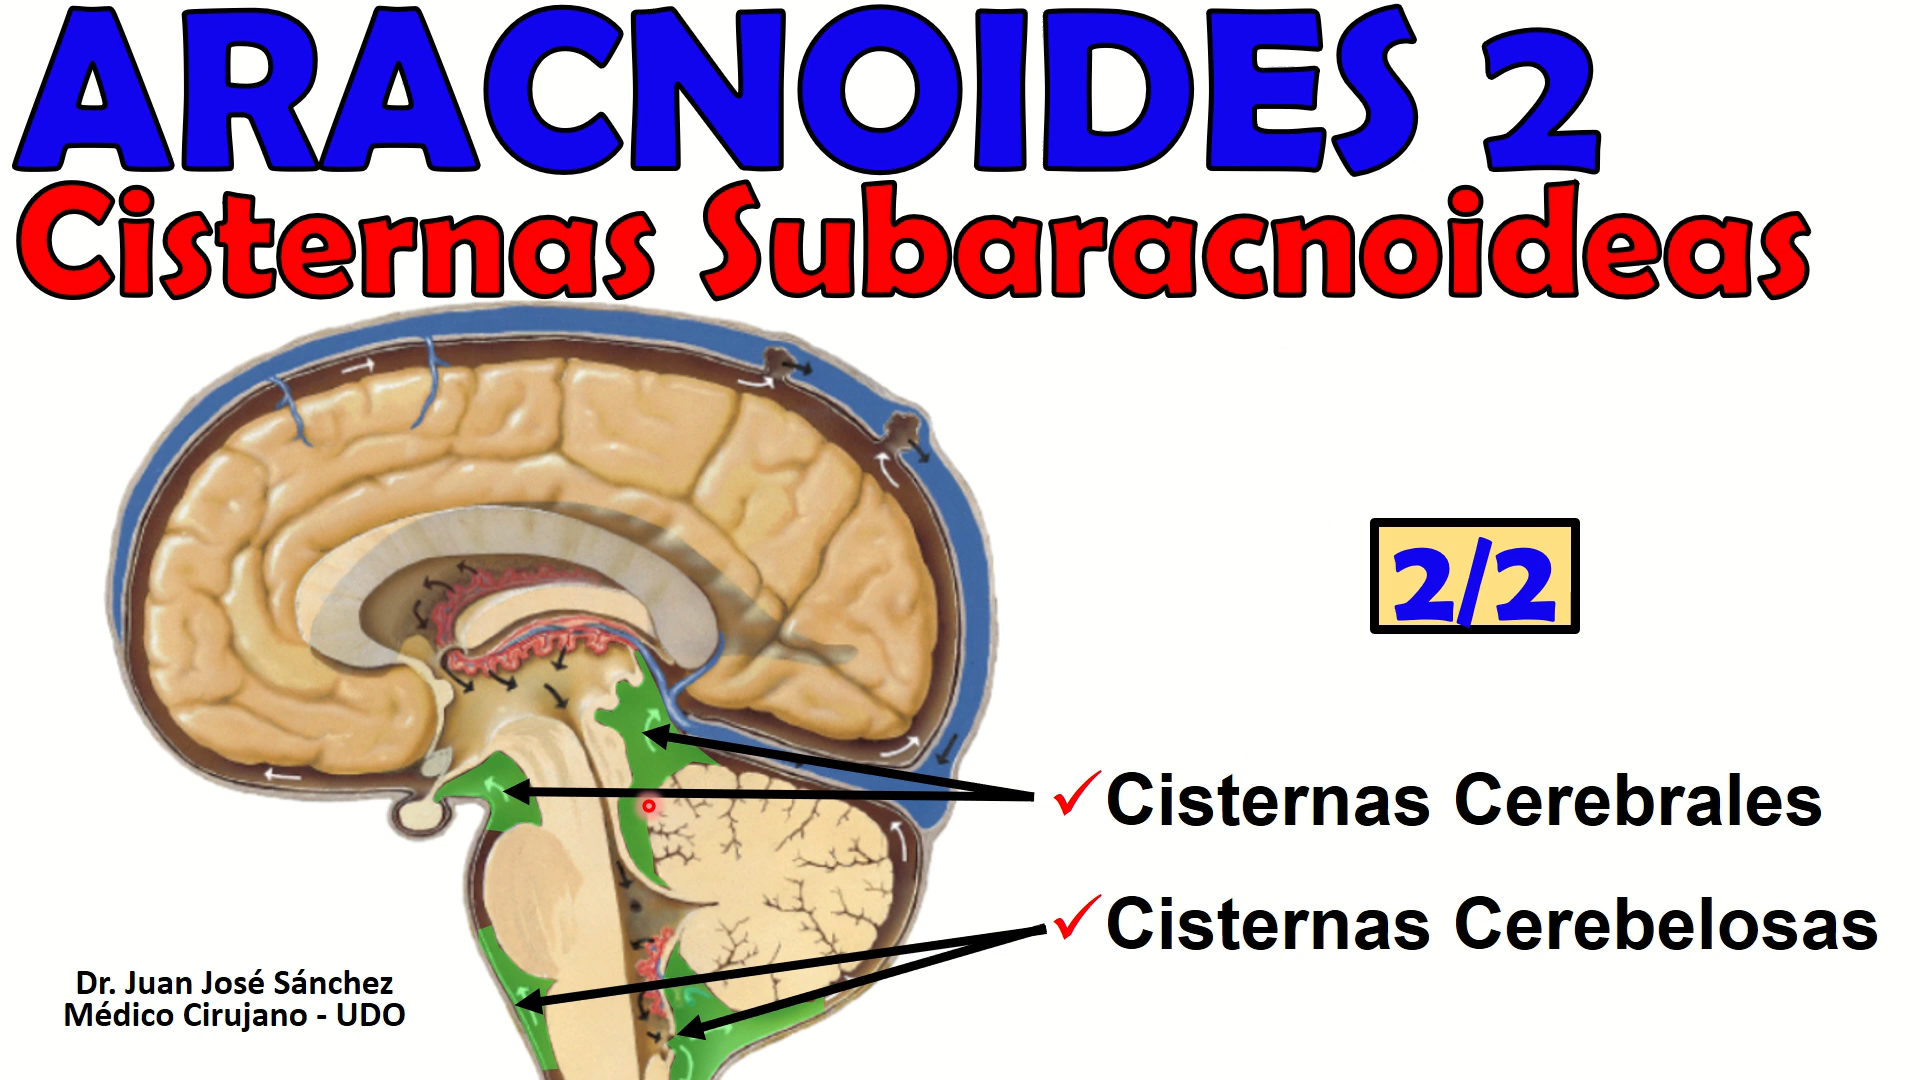 ARACNOIDES 2
Cisternas Subaracnoideas
2/2
Cisternas Cerebrales
Cisternas Cerebelosas
Dr. Juan José Sánchez
Médico Cirujano - UDO